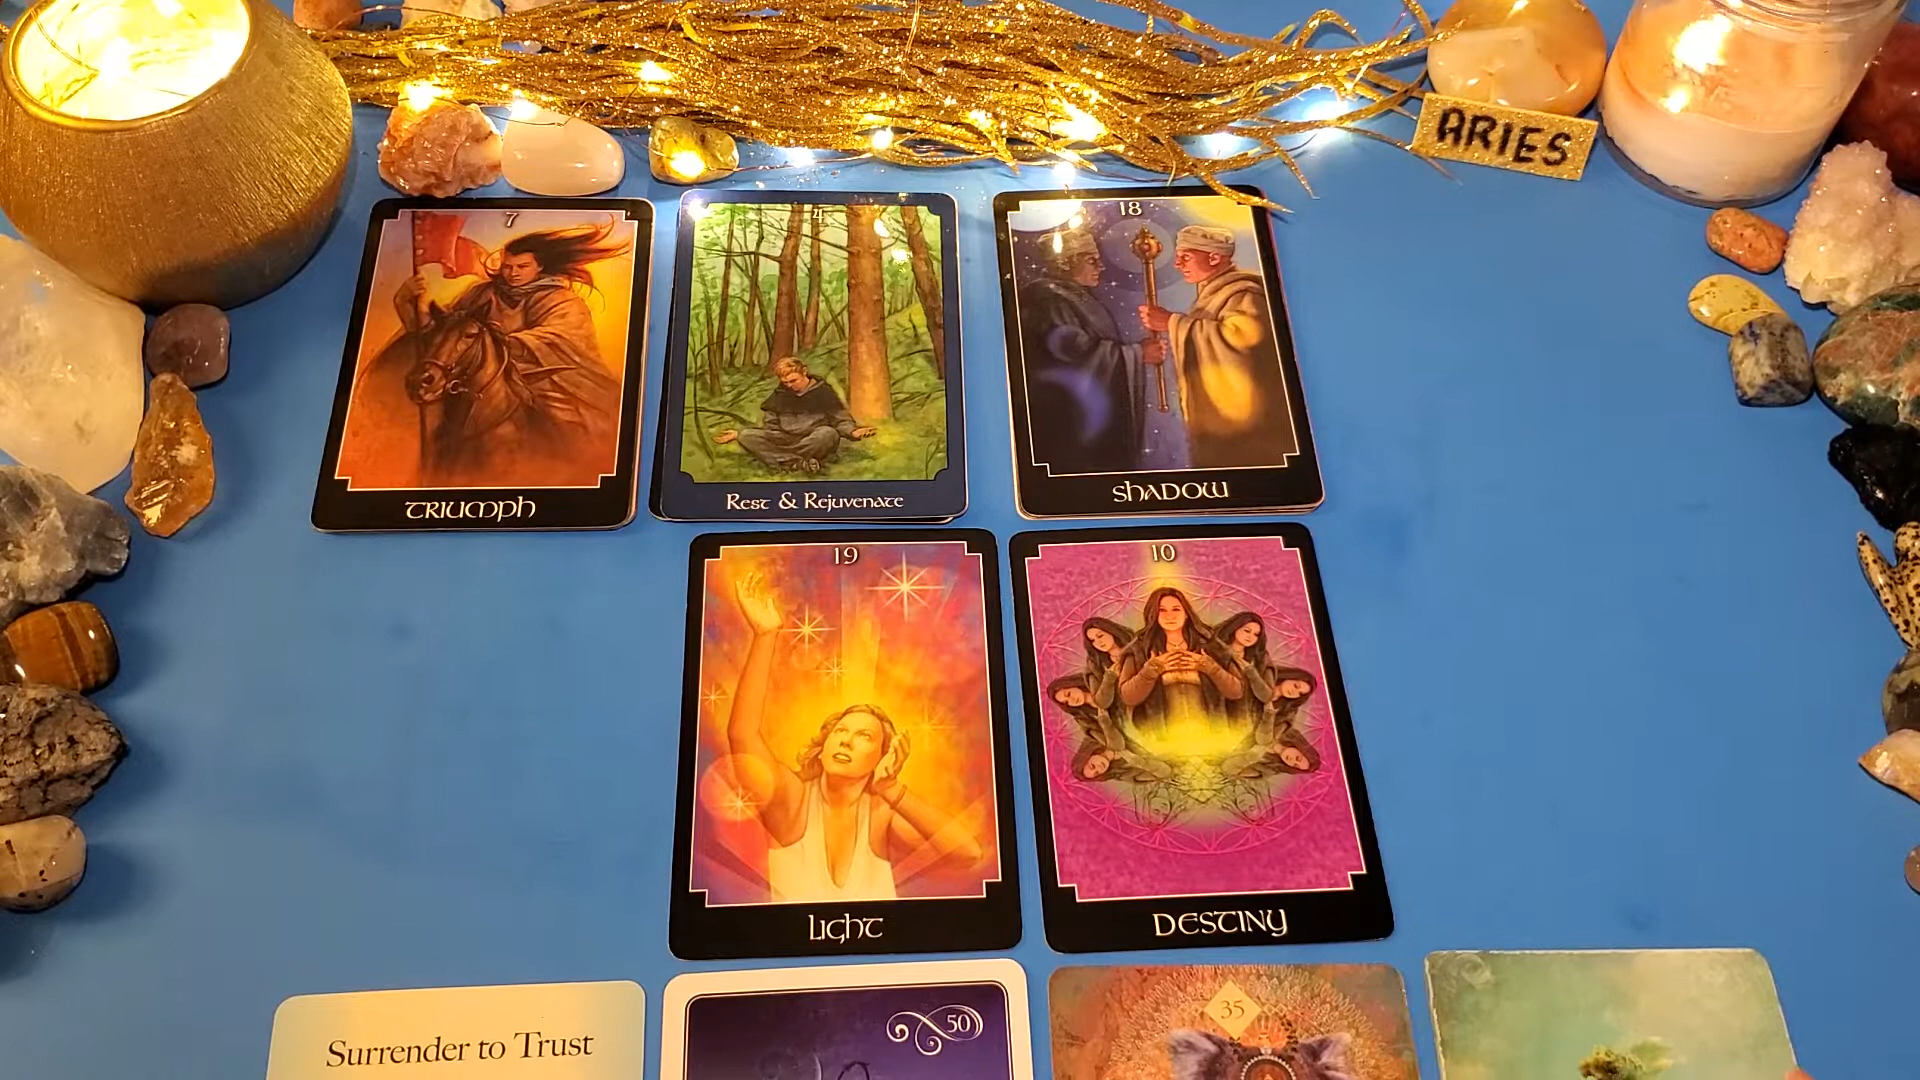 ARIES
7
TRIUMPH
4
Rest & Rejuvenate
18
SHADOW
19
LIGHT
10
DESTINY
Surrender to Trust
50
35